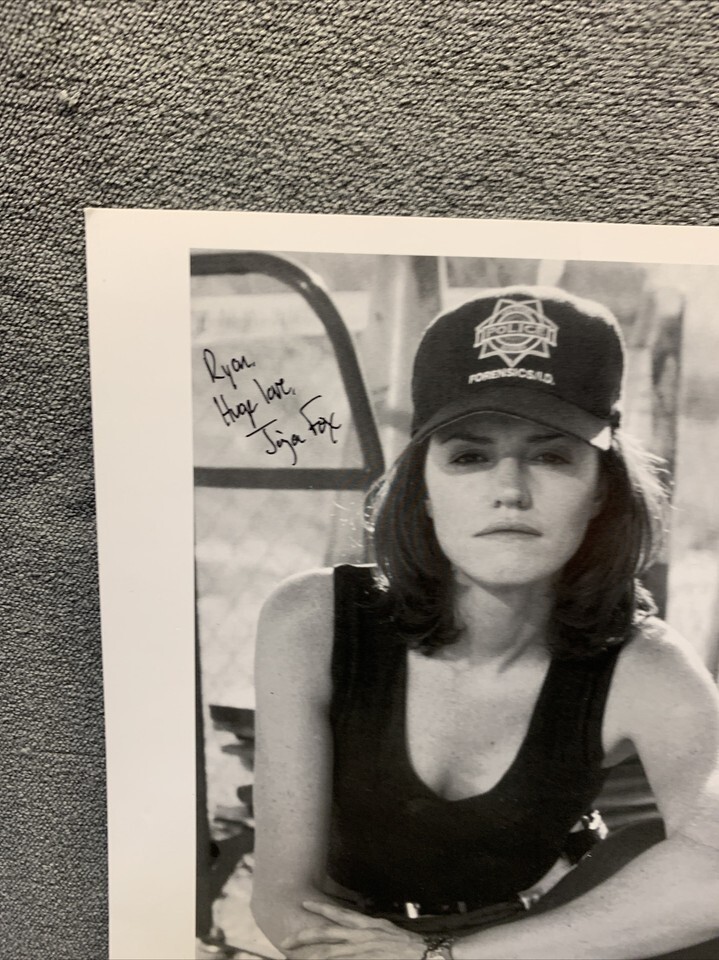 Ryan,
Huge love,
Jorja Fox
POLICE
FORENSICS/I.D.